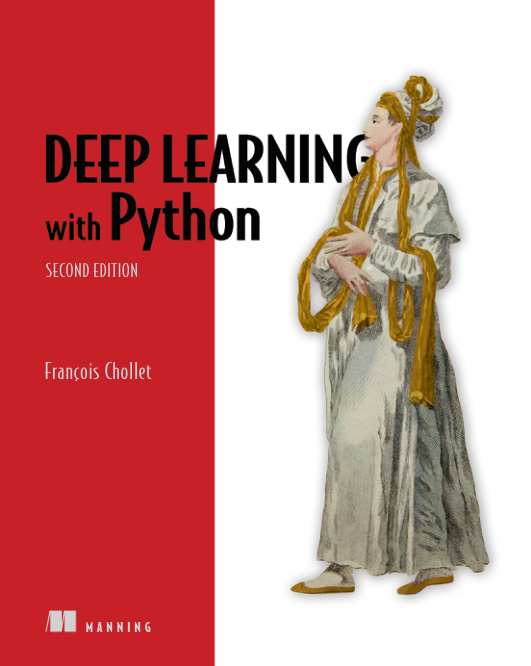 DEEP LEARNING
with Python
SECOND EDITION
François Chollet
MANNING